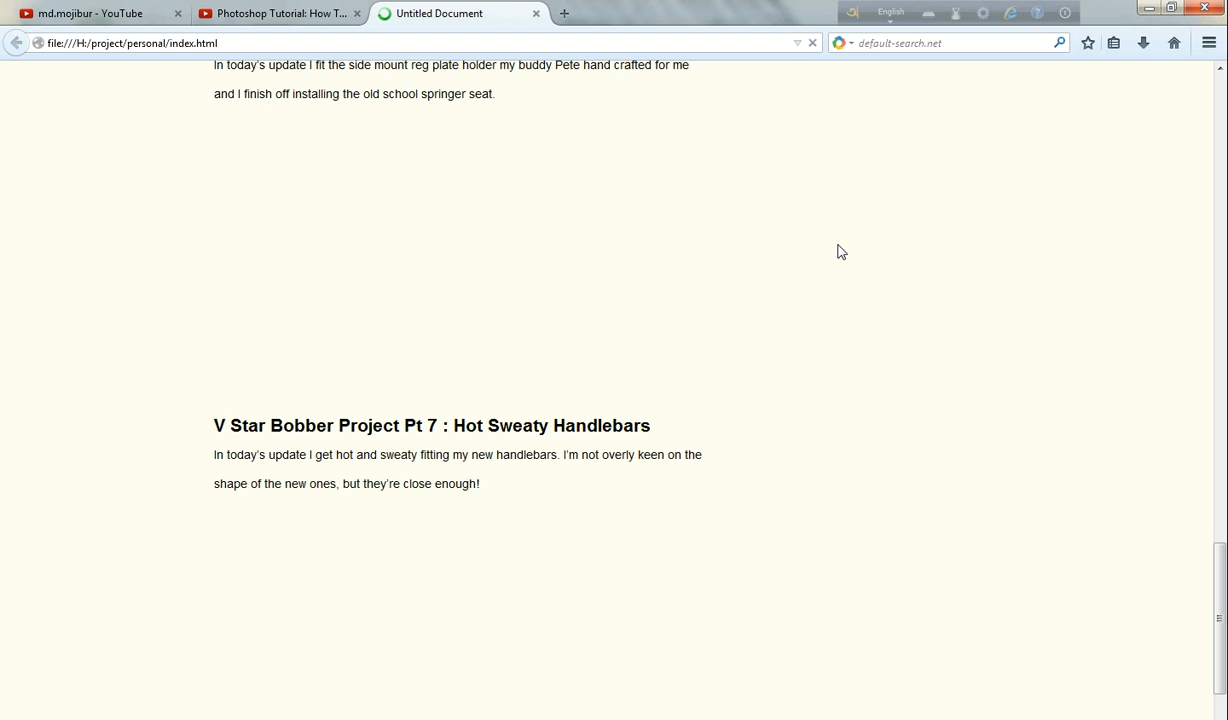 md.mojibur - YouTube
Photoshop Tutorial: How T...
Untitled Document
English
file:///H:/project/personal/index.html
default-search.net
In today's update I fit the side mount reg plate holder my buddy Pete hand crafted for me
and I finish off installing the old school springer seat.
V Star Bobber Project Pt 7 : Hot Sweaty Handlebars
In today's update I get hot and sweaty fitting my new handlebars. I'm not overly keen on the
shape of the new ones, but they're close enough!